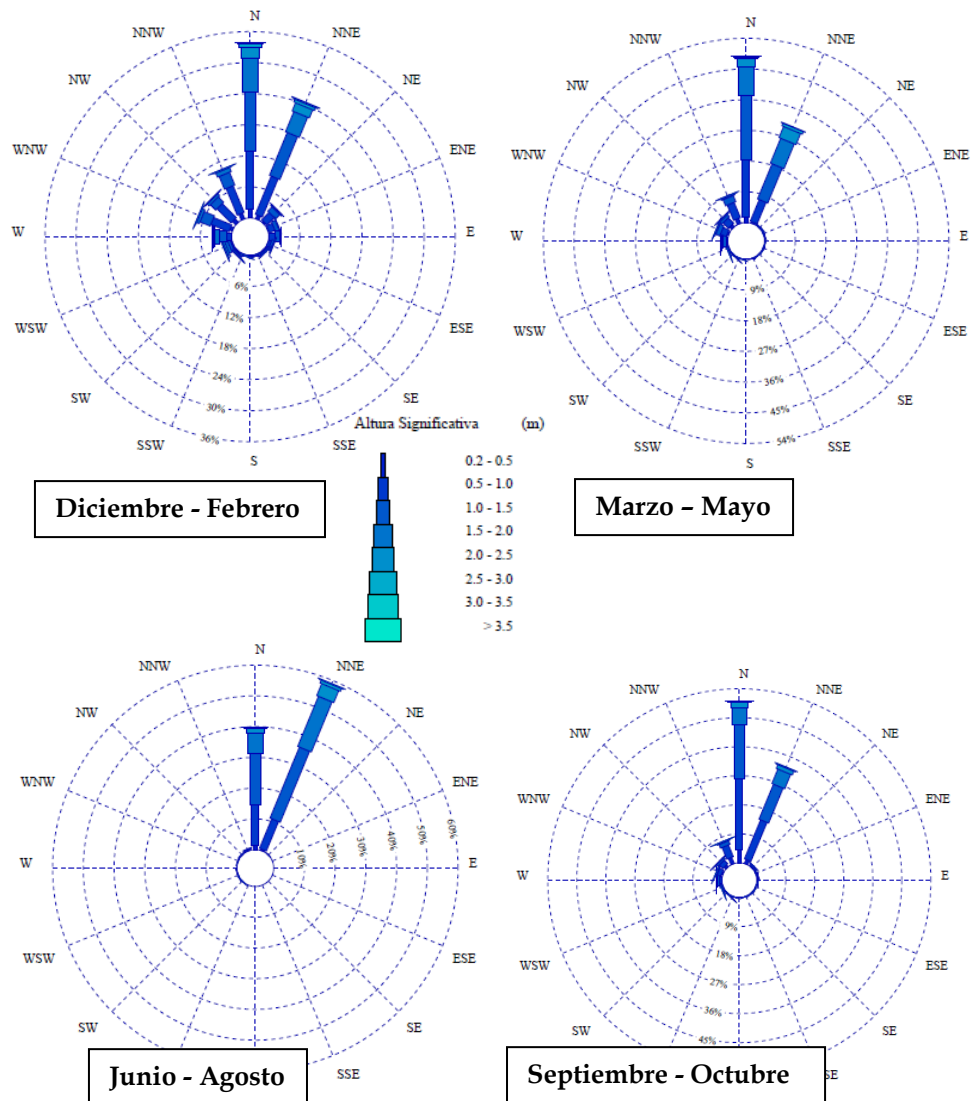 N
NNW
NNE
NW
NE
WNW
ENE
W
E
WSW
ESE
SW
SE
SSW
SSE
S
6%
12%
18%
24%
30%
36%
N
NNW
NNE
NW
NE
WNW
ENE
W
E
WSW
ESE
SW
SE
SSW
SSE
S
9%
18%
27%
36%
45%
54%
Altura Significativa (m)
0.2 - 0.5
0.5 - 1.0
1.0 - 1.5
1.5 - 2.0
2.0 - 2.5
2.5 - 3.0
3.0 - 3.5
> 3.5
Diciembre - Febrero
Marzo – Mayo
N
NNW
NNE
NW
NE
WNW
ENE
W
E
WSW
ESE
SW
SE
SSE
10%
20%
30%
40%
50%
60%
Junio - Agosto
N
NNW
NNE
NW
NE
WNW
ENE
W
E
WSW
ESE
SW
SE
9%
18%
27%
36%
45%
Septiembre - Octubre